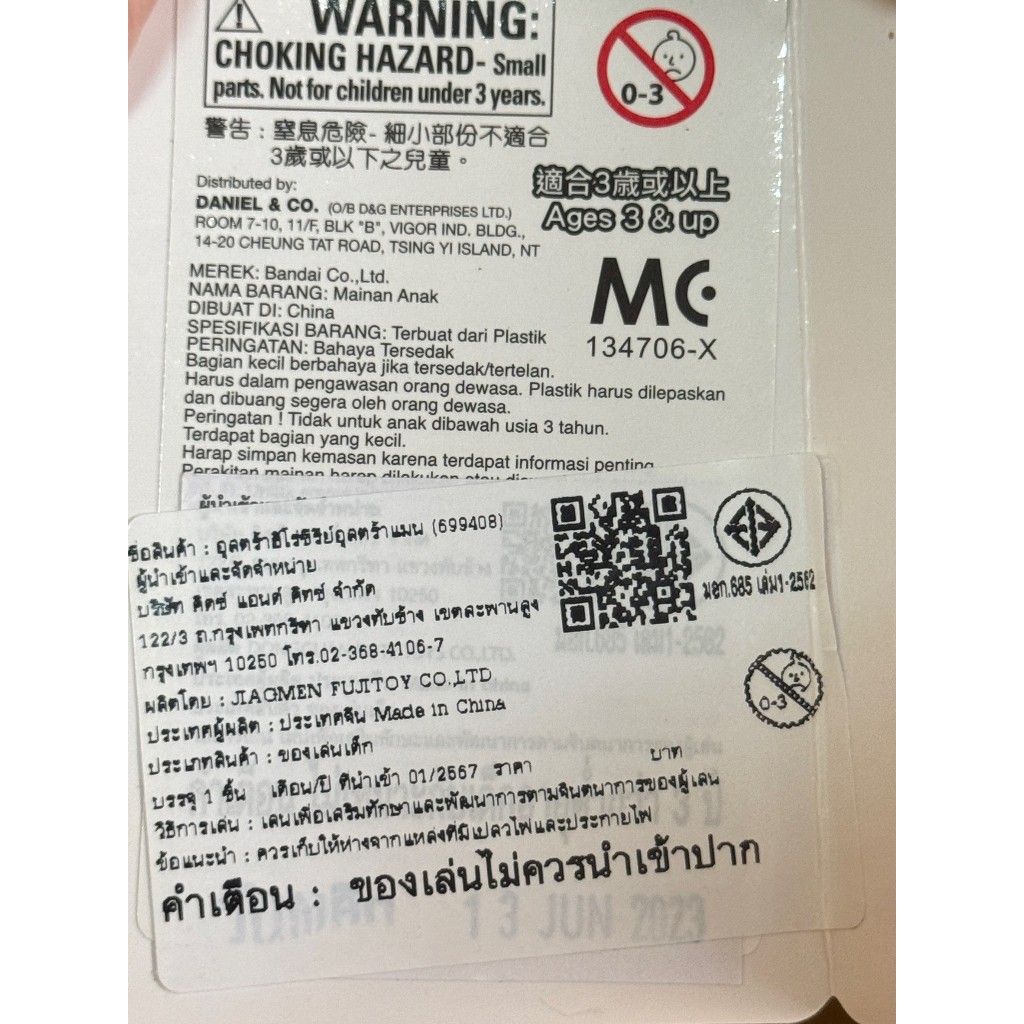 WARNING:
CHOKING HAZARD- Small
parts. Not for children under 3 years.
0-3
警告：窒息危險- 細小部份不適合
3歲或以下之兒童。
適合3歲或以上
Ages 3 & up
Distributed by:
DANIEL & CO. (O/B D&G ENTERPRISES LTD.)
ROOM 7-10, 11/F, BLK "B", VIGOR IND. BLDG.,
14-20 CHEUNG TAT ROAD, TSING YI ISLAND, NT
MC
134706-X
MEREK: Bandai Co.,Ltd.
NAMA BARANG: Mainan Anak
DIBUAT DI: China
SPESIFIKASI BARANG: Terbuat dari Plastik
PERINGATAN: Bahaya Tersedak
Bagian kecil berbahaya jika tersedak/tertelan.
Harus dalam pengawasan orang dewasa. Plastik harus dilepaskan
dan dibuang segera oleh orang dewasa.
Peringatan ! Tidak untuk anak dibawah usia 3 tahun.
Terdapat bagian yang kecil.
Harap simpan kemasan karena terdapat informasi penting
Perakitan mainan harap dilakukan atau
ชื่อสินค้า : อุลตร้าฮีโร่ซีรีย์อุลตร้าแมน (699408)
ผู้นำเข้าและจัดจำหน่าย
บริษัท คิดซ์ แอนด์ คิทซ์ จำกัด
122/3 ถ.กรุงเทพกรีฑา แขวงทับช้าง เขตสะพานสูง
กรุงเทพฯ 10250 โทร.02-368-4106-7
ผลิตโดย : JIAGMEN FUJITOY CO.,LTD
ประเทศผู้ผลิต : ประเทศจีน Made in China
ประเภทสินค้า : ของเล่นเด็ก
บรรจุ 1 ชิ้น เดือน/ปี ที่นำเข้า 01/2567 ราคา บาท
วิธีการเล่น : เล่นเพื่อเสริมทักษาและพัฒนาการตามจินตนาการของผู้เล่น
ข้อแนะนำ : ควรเก็บให้ห่างจากแหล่งที่มีเปลวไฟและประกายไฟ
คำเตือน : ของเล่นไม่ควรนำเข้าปาก
มอก.685 เล่ม1-2562
0-3
13 JUN 2023